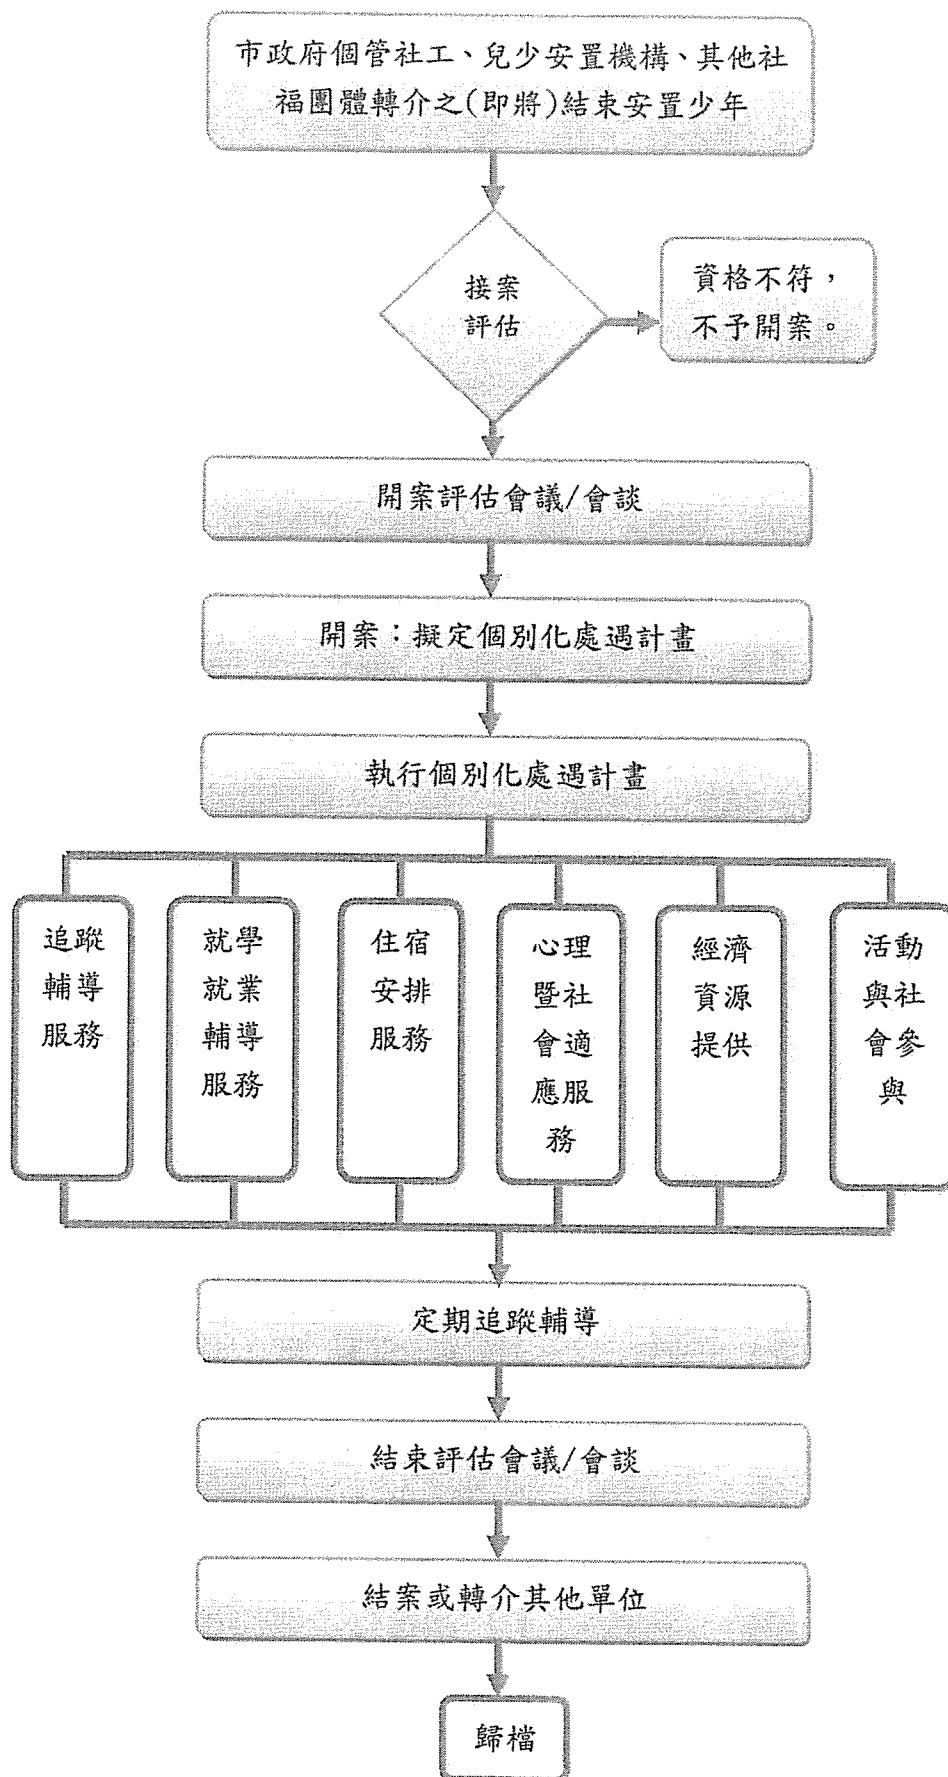 市政府個管社工、兒少安置機構、其他社
福團體轉介之(即將)結束安置少年
接案
評估
資格不符，
不予開案。
開案評估會議/會談
開案：擬定個別化處遇計畫
執行個別化處遇計畫
追蹤
輔導
服務
就學
就業
輔導
服務
住宿
安排
服務
心理
暨社
會適
應服
務
經濟
資源
提供
活動
與社
會參
與
定期追蹤輔導
結束評估會議/會談
結案或轉介其他單位
歸檔